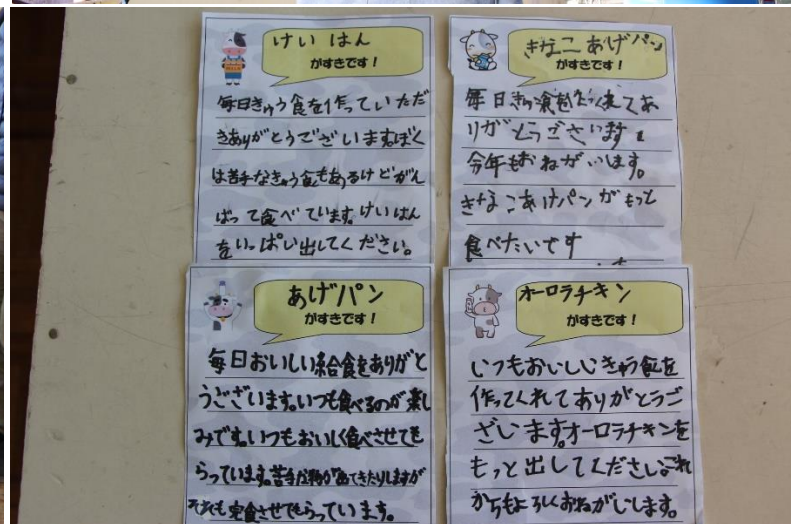 けいはん
がすきです！
毎日きゅう食を作っていただ
きありがとうございます。ぼく
は苦手なきゅう食もあるけどがん
ばって食べています。けいはん
をいっぱい出してください。
きなこあげパン
がすきです！
毎日きゅう食をつくってあ
りがとうございます。
今年もおねがいします。
きなこあげパンがもっと
食べたいです
あげパン
がすきです！
毎日おいしい給食をありがと
うございます。いつも食べるのが楽し
みです。いつもおいしく食べさせても
らっています。苦手な物がでてきたりしますが
それも完食させてもらっています。
オーロラチキン
がすきです！
いつもおいしいきゅう食を
作ってくれてありがとうご
ざいます。オーロラチキンを
もっと出してください。これ
からもよろしくおねがいします。